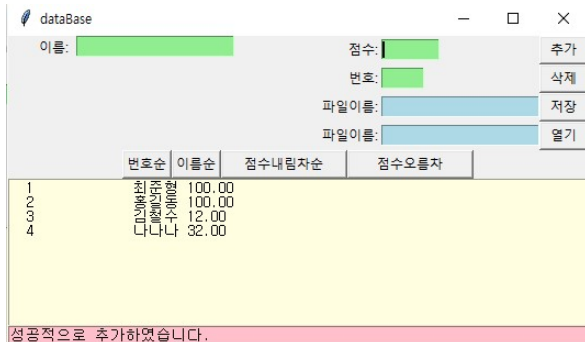 dataBase
이름: 점수: 추가
번호: 삭제
파일이름: 저장
파일이름: 열기
번호순 이름순 점수내림차순 점수오름차
1 최준형 100.00
2 홍길동 100.00
3 김철수 12.00
4 나나나 32.00
성공적으로 추가하였습니다.